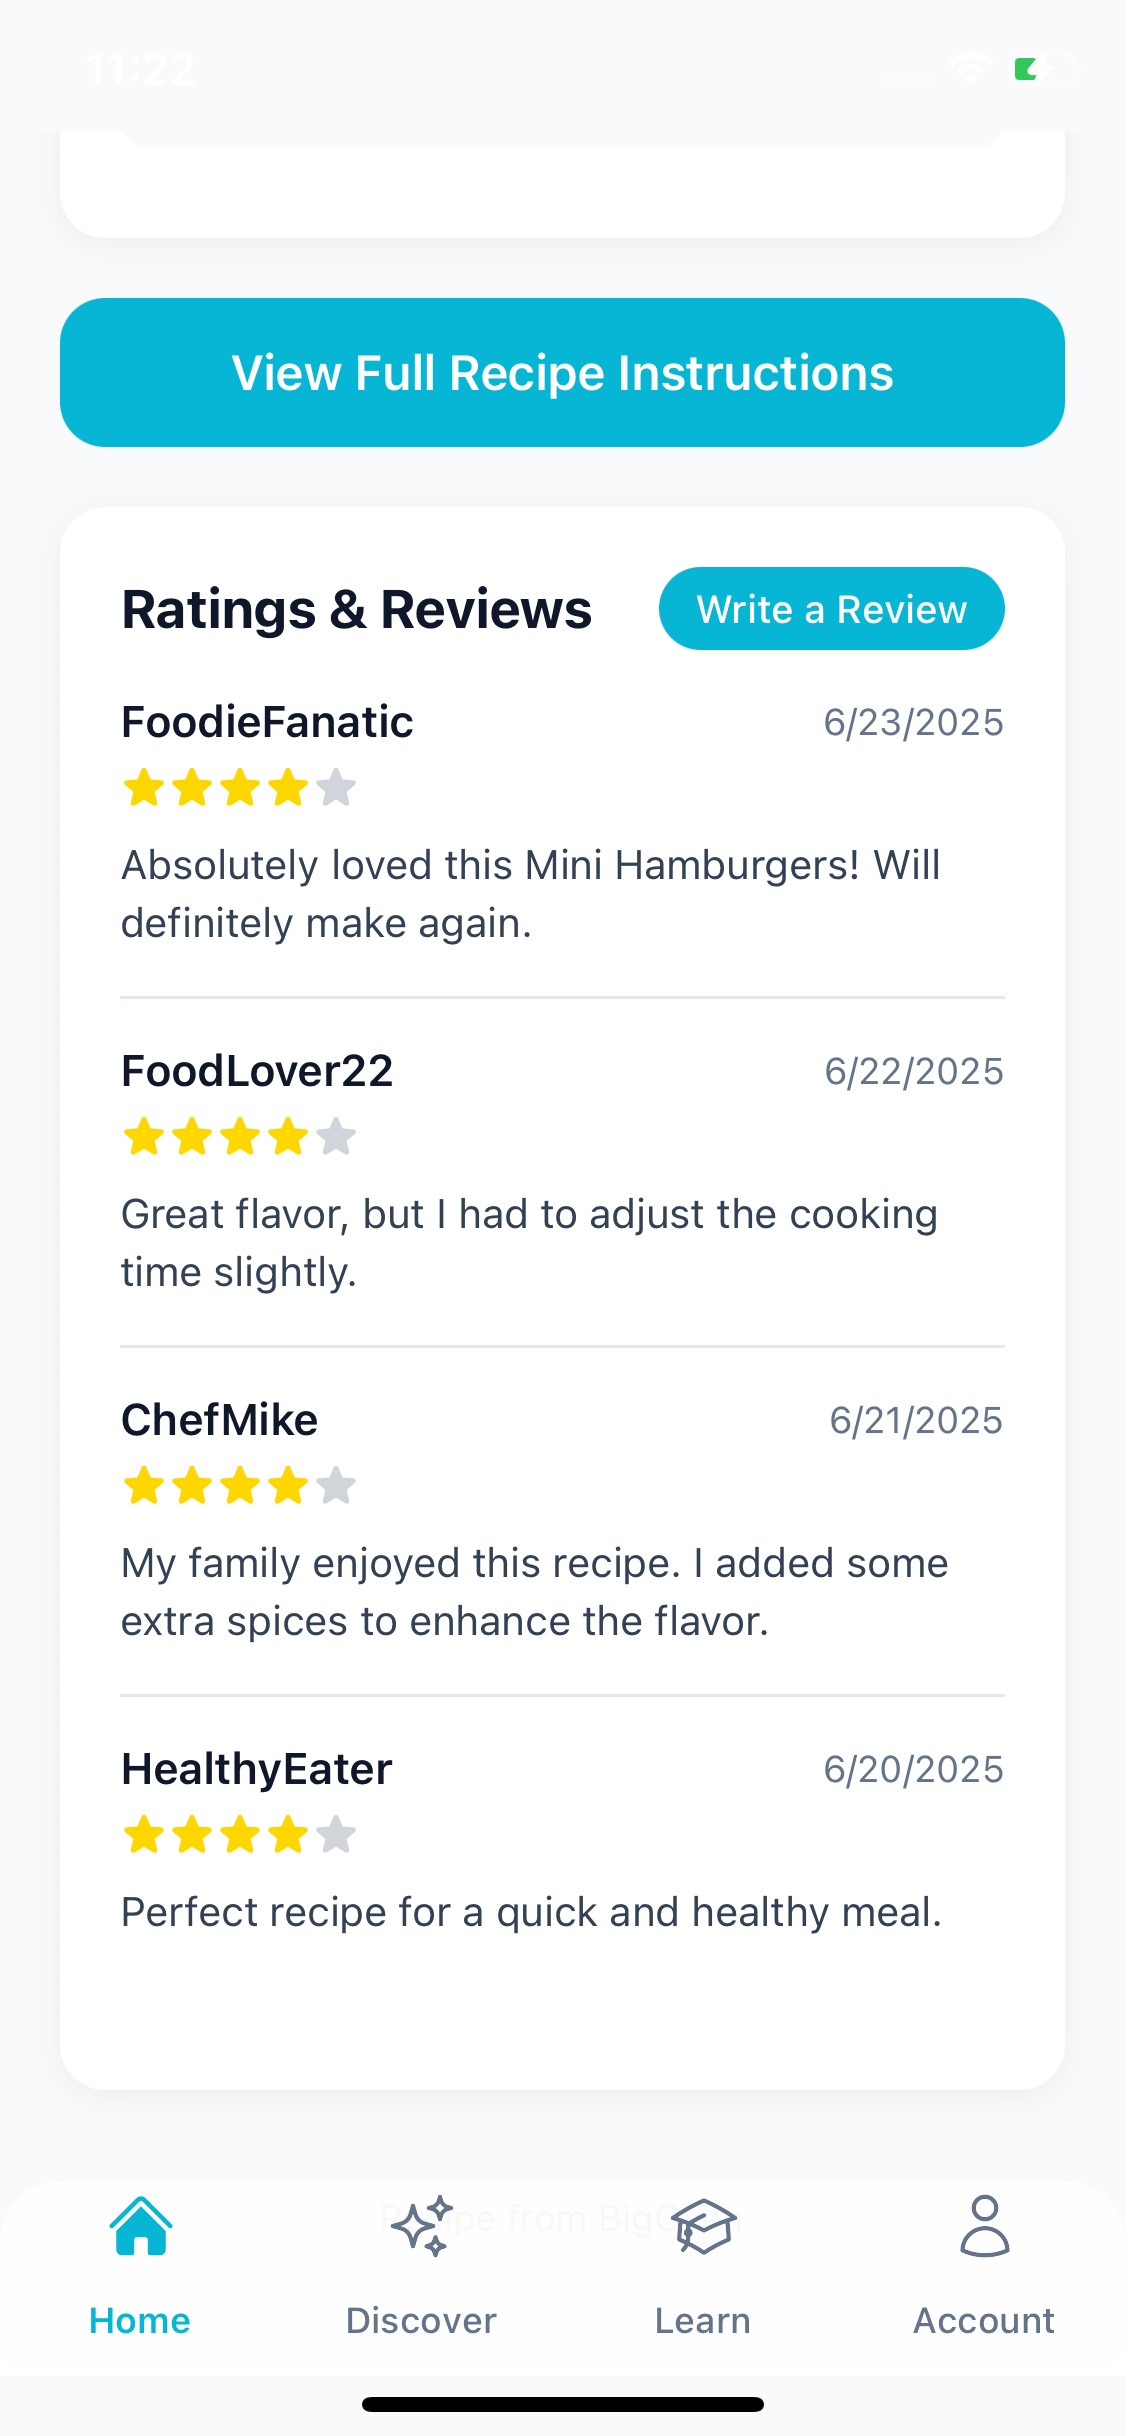 11:22
View Full Recipe Instructions
Ratings & Reviews
Write a Review
FoodieFanatic
6/23/2025
Absolutely loved this Mini Hamburgers! Will
definitely make again.
FoodLover22
6/22/2025
Great flavor, but I had to adjust the cooking
time slightly.
ChefMike
6/21/2025
My family enjoyed this recipe. I added some
extra spices to enhance the flavor.
HealthyEater
6/20/2025
Perfect recipe for a quick and healthy meal.
from
Home
Discover
Learn
Account